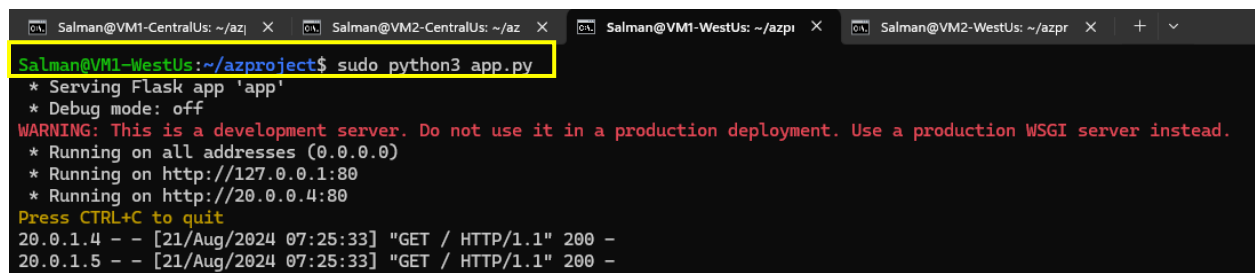 Salman@VM1-CentralUs: ~/az
Salman@VM2-CentralUs: ~/az
Salman@VM1-WestUs: ~/azpr
Salman@VM2-WestUs: ~/azpr
Salman@VM1-WestUs:~/azproject$ sudo python3 app.py
* Serving Flask app 'app'
* Debug mode: off
WARNING: This is a development server. Do not use it in a production deployment. Use a production WSGI server instead.
* Running on all addresses (0.0.0.0)
* Running on http://127.0.0.1:80
* Running on http://20.0.0.4:80
Press CTRL+C to quit
20.0.1.4 - - [21/Aug/2024 07:25:33] "GET / HTTP/1.1" 200 -
20.0.1.5 - - [21/Aug/2024 07:25:33] "GET / HTTP/1.1" 200 -